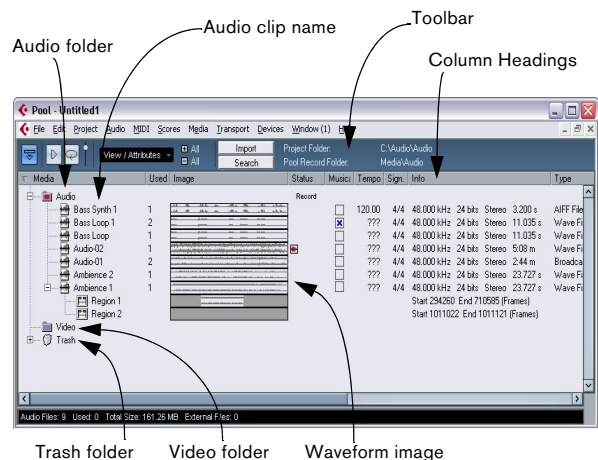 Audio folder
Audio clip name
Toolbar
Column Headings
Pool - Untitled1
File Edit Project Audio MIDI Scores Media Transport Devices Window (1)
View / Attributes
All
All
Import
Search
Project Folder: C:\Audio\Audio
Pool Record Folder: Media\Audio
Media Used Image Status Music: Tempo Sign. Info Type
Audio Record
Bass Synth 1 1 120.00 4/4 48.000 kHz 24 bits Stereo 3.200 s AIFF File
Bass Loop 1 2 ??? 4/4 48.000 kHz 24 bits Stereo 11.035 s Wave Fi
Bass Loop 1 ??? 4/4 48.000 kHz 24 bits Stereo 11.035 s Wave Fi
Audio-02 2 ??? 4/4 48.000 kHz 24 bits Stereo 5:08 m Wave Fi
Audio-01 2 ??? 4/4 48.000 kHz 24 bits Stereo 2:44 m Broadca
Ambience 2 1 ??? 4/4 48.000 kHz 24 bits Stereo 23.727 s Wave Fi
Ambience 1 1 ??? 4/4 48.000 kHz 24 bits Stereo 23.727 s Wave Fi
Region 1 Start 294260 End 710585 (Frames)
Region 2 Start 1011022 End 1011121 (Frames)
Video
Trash
Audio Files: 9 Used: 0 Total Size: 161.26 MB External Files: 0
Trash folder
Video folder
Waveform image